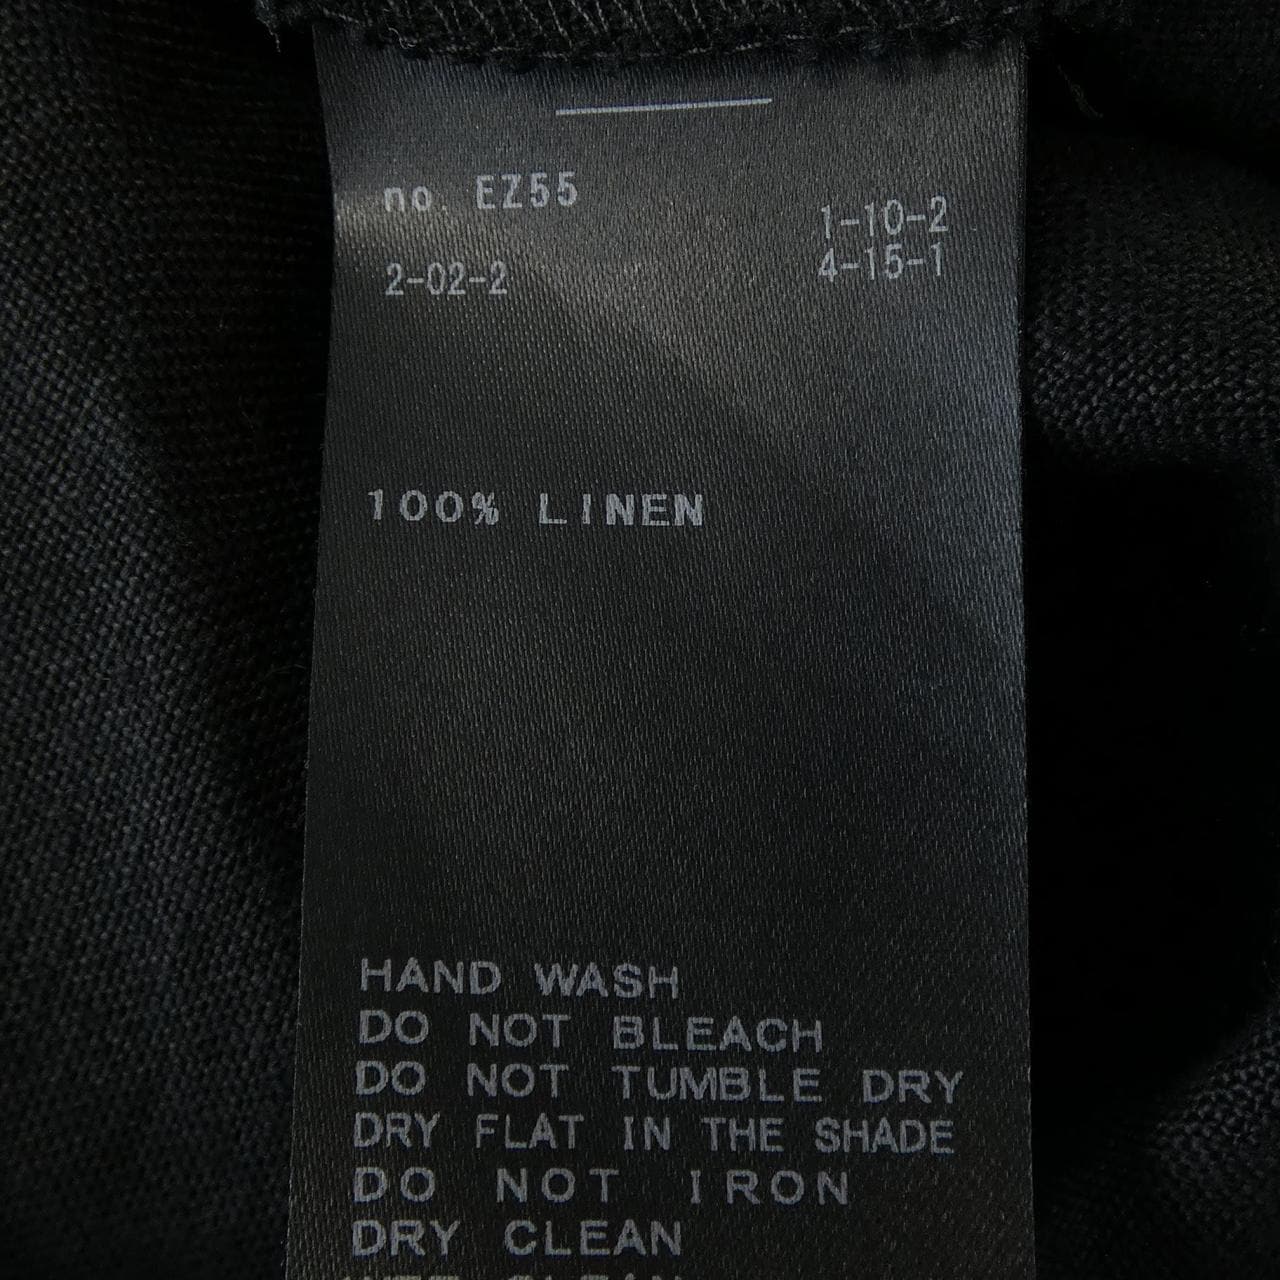 no. EZ55
1-10-2
2-02-2
4-15-1
100% LINEN
HAND WASH
DO NOT BLEACH
DO NOT TUMBLE DRY
DRY FLAT IN THE SHADE
DO NOT IRON
DRY CLEAN